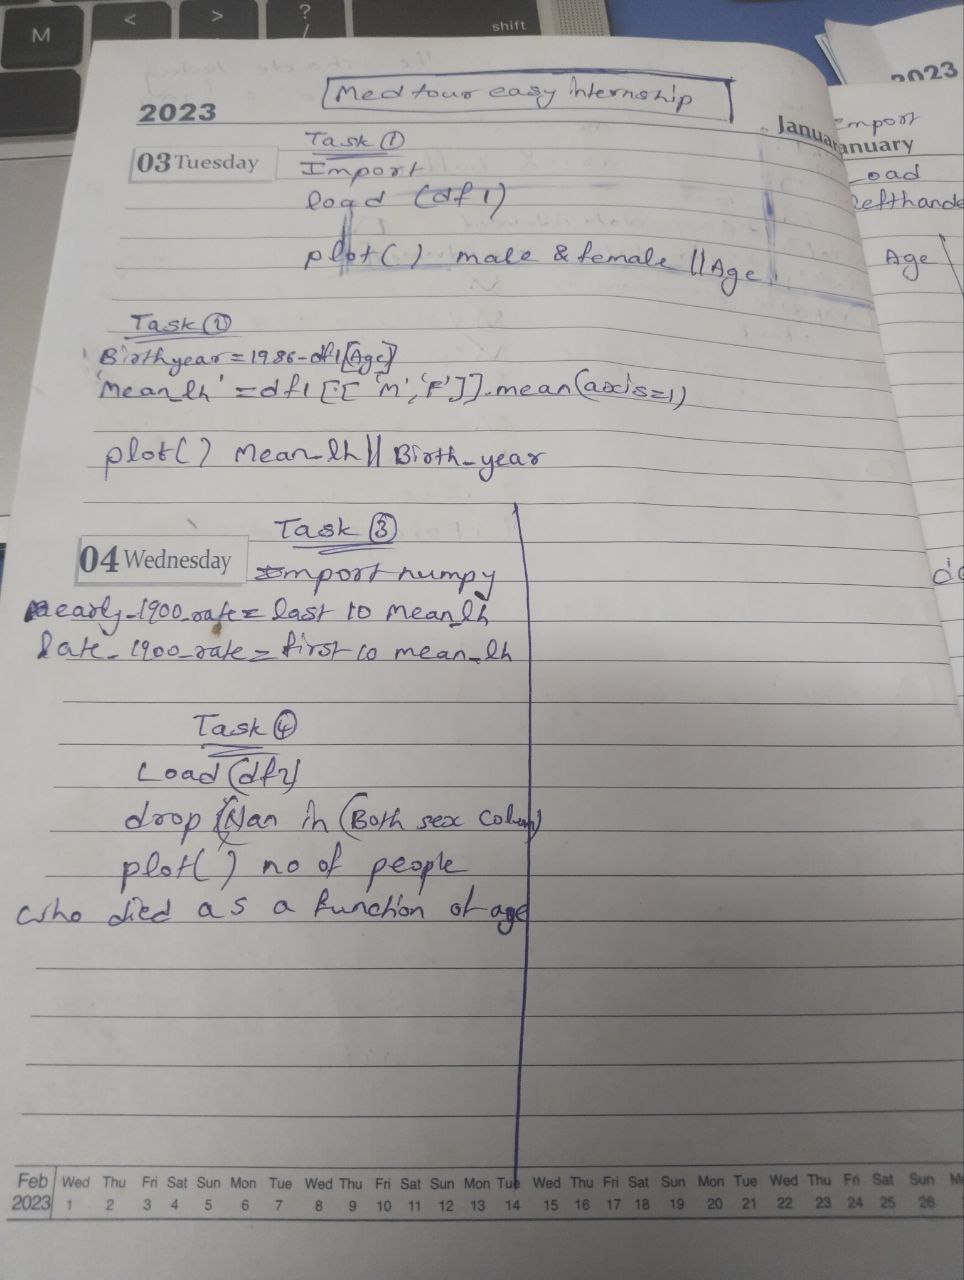 M
<
>
?
/
shift
Med tour easy internship
2023
January
03 Tuesday
Task ①
Import
load (df1)
plot() male & female || Age
Task ②
Birthyear = 1986-df1[Age]
'Mean_lh' = df1 [['M','F']].mean(axis=1)
plot() Mean_lh || Birth_year
Task ③
04 Wednesday
Import numpy
early_1900_rate = last 10 mean_lh
late_1900_rate = first 10 mean_lh
Task ④
Load (df2)
drop Nan in (Both sex column)
plot() no of people
who died as a function of age
Feb Wed Thu Fri Sat Sun Mon Tue Wed Thu Fri Sat Sun Mon Tue Wed Thu Fri Sat Sun Mon Tue Wed Thu Fri Sat Sun
2023 1 2 3 4 5 6 7 8 9 10 11 12 13 14 15 16 17 18 19 20 21 22 23 24 25 26
2023
Import
anuary
Load
Lefthande
Age